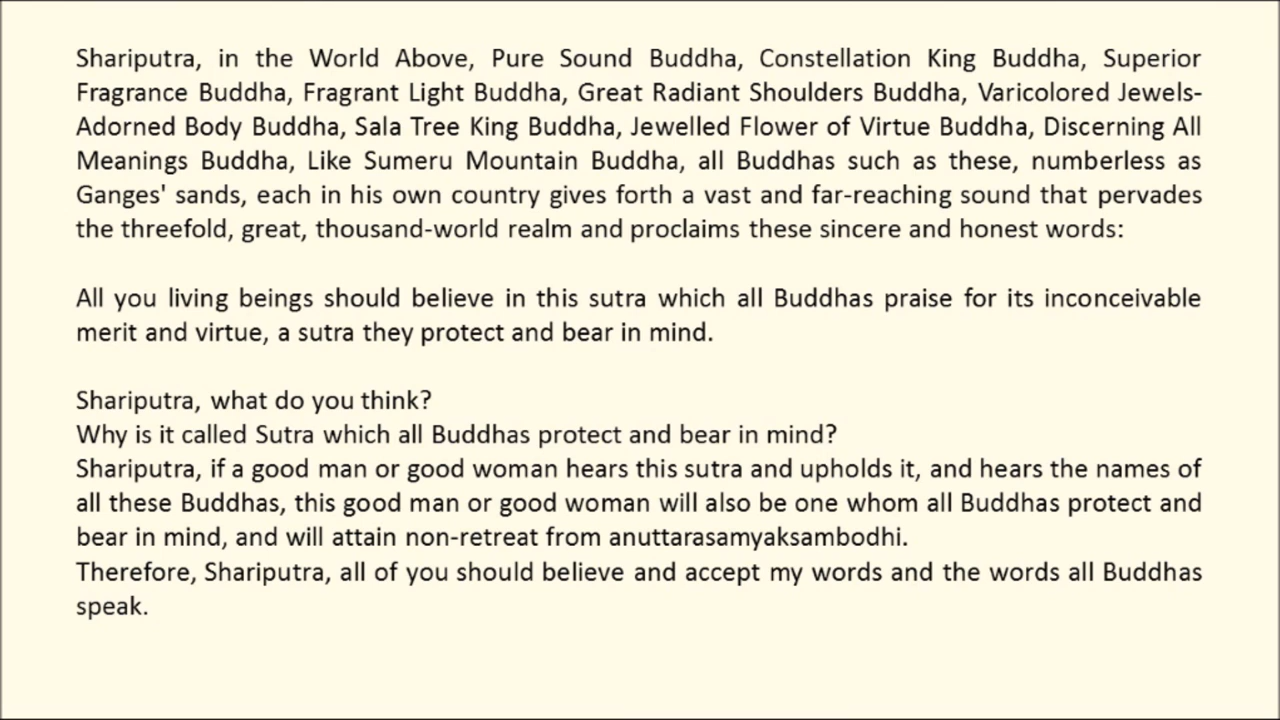 Shariputra, in the World Above, Pure Sound Buddha, Constellation King Buddha, Superior
Fragrance Buddha, Fragrant Light Buddha, Great Radiant Shoulders Buddha, Varicolored Jewels-
Adorned Body Buddha, Sala Tree King Buddha, Jewelled Flower of Virtue Buddha, Discerning All
Meanings Buddha, Like Sumeru Mountain Buddha, all Buddhas such as these, numberless as
Ganges' sands, each in his own country gives forth a vast and far-reaching sound that pervades
the threefold, great, thousand-world realm and proclaims these sincere and honest words:
All you living beings should believe in this sutra which all Buddhas praise for its inconceivable
merit and virtue, a sutra they protect and bear in mind.
Shariputra, what do you think?
Why is it called Sutra which all Buddhas protect and bear in mind?
Shariputra, if a good man or good woman hears this sutra and upholds it, and hears the names of
all these Buddhas, this good man or good woman will also be one whom all Buddhas protect and
bear in mind, and will attain non-retreat from anuttarasamyaksambodhi.
Therefore, Shariputra, all of you should believe and accept my words and the words all Buddhas
speak.